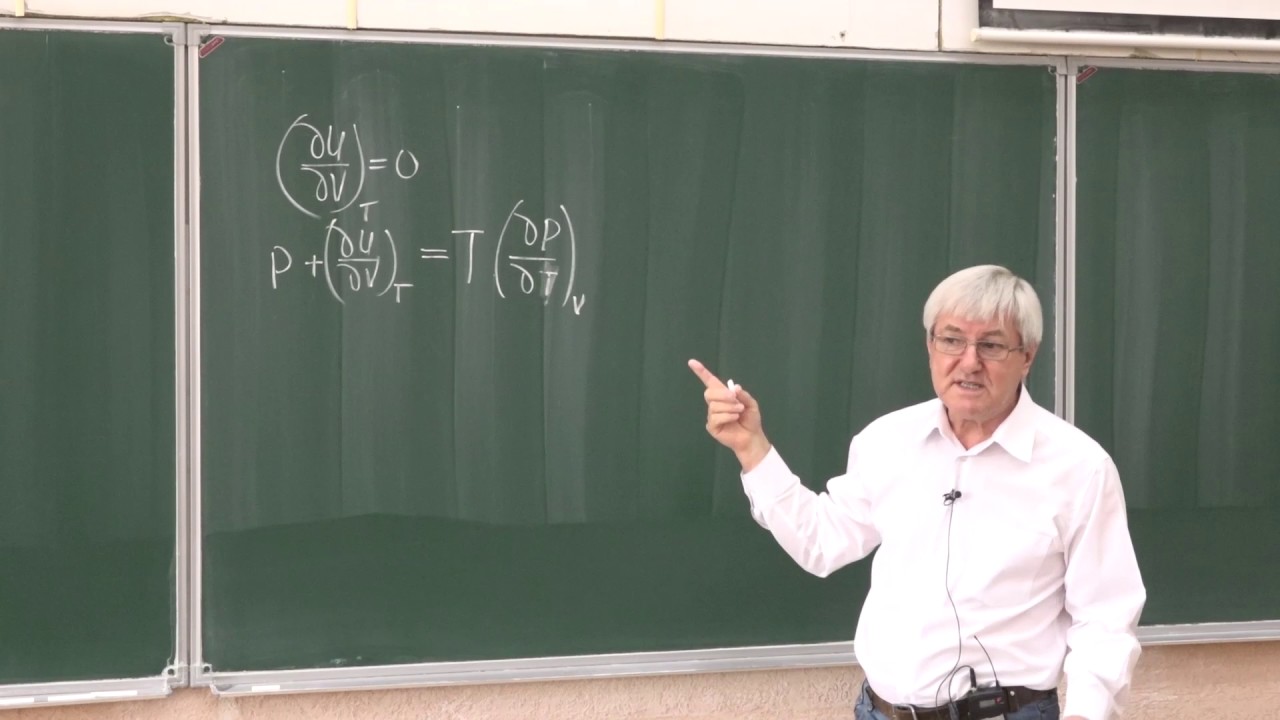 (∂U/∂V)_T = 0
P + (∂U/∂V)_T = T (∂P/∂T)_V